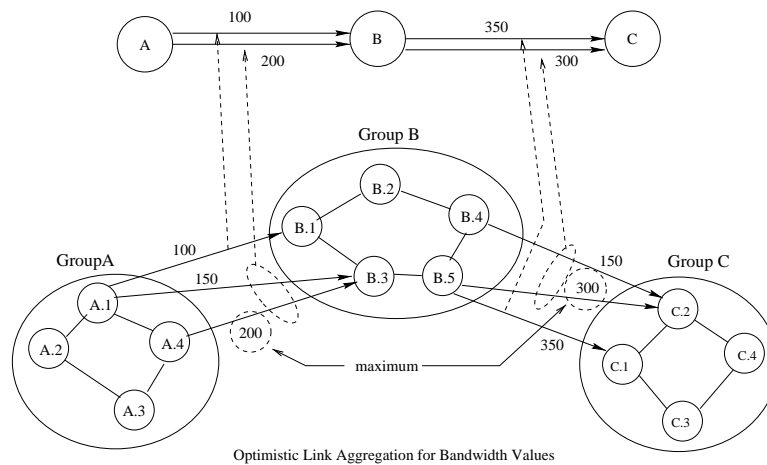 100
A
B
C
200
350
300
Group B
B.2
B.4
B.1
100
150
150
GroupA
Group C
B.3
B.5
300
A.1
C.2
200
A.4
350
A.2
maximum
C.1
C.4
A.3
C.3
Optimistic Link Aggregation for Bandwidth Values